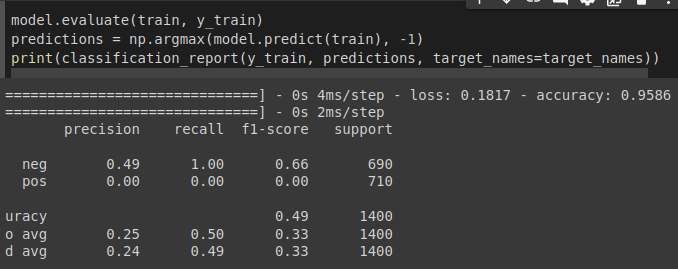 model.evaluate(train, y_train)
predictions = np.argmax(model.predict(train), -1)
print(classification_report(y_train, predictions, target_names=target_names))
==============================] - 0s 4ms/step - loss: 0.1817 - accuracy: 0.9586
==============================] - 0s 2ms/step
precision recall f1-score support
neg 0.49 1.00 0.66 690
pos 0.00 0.00 0.00 710
uracy 0.49 1400
o avg 0.25 0.50 0.33 1400
d avg 0.24 0.49 0.33 1400